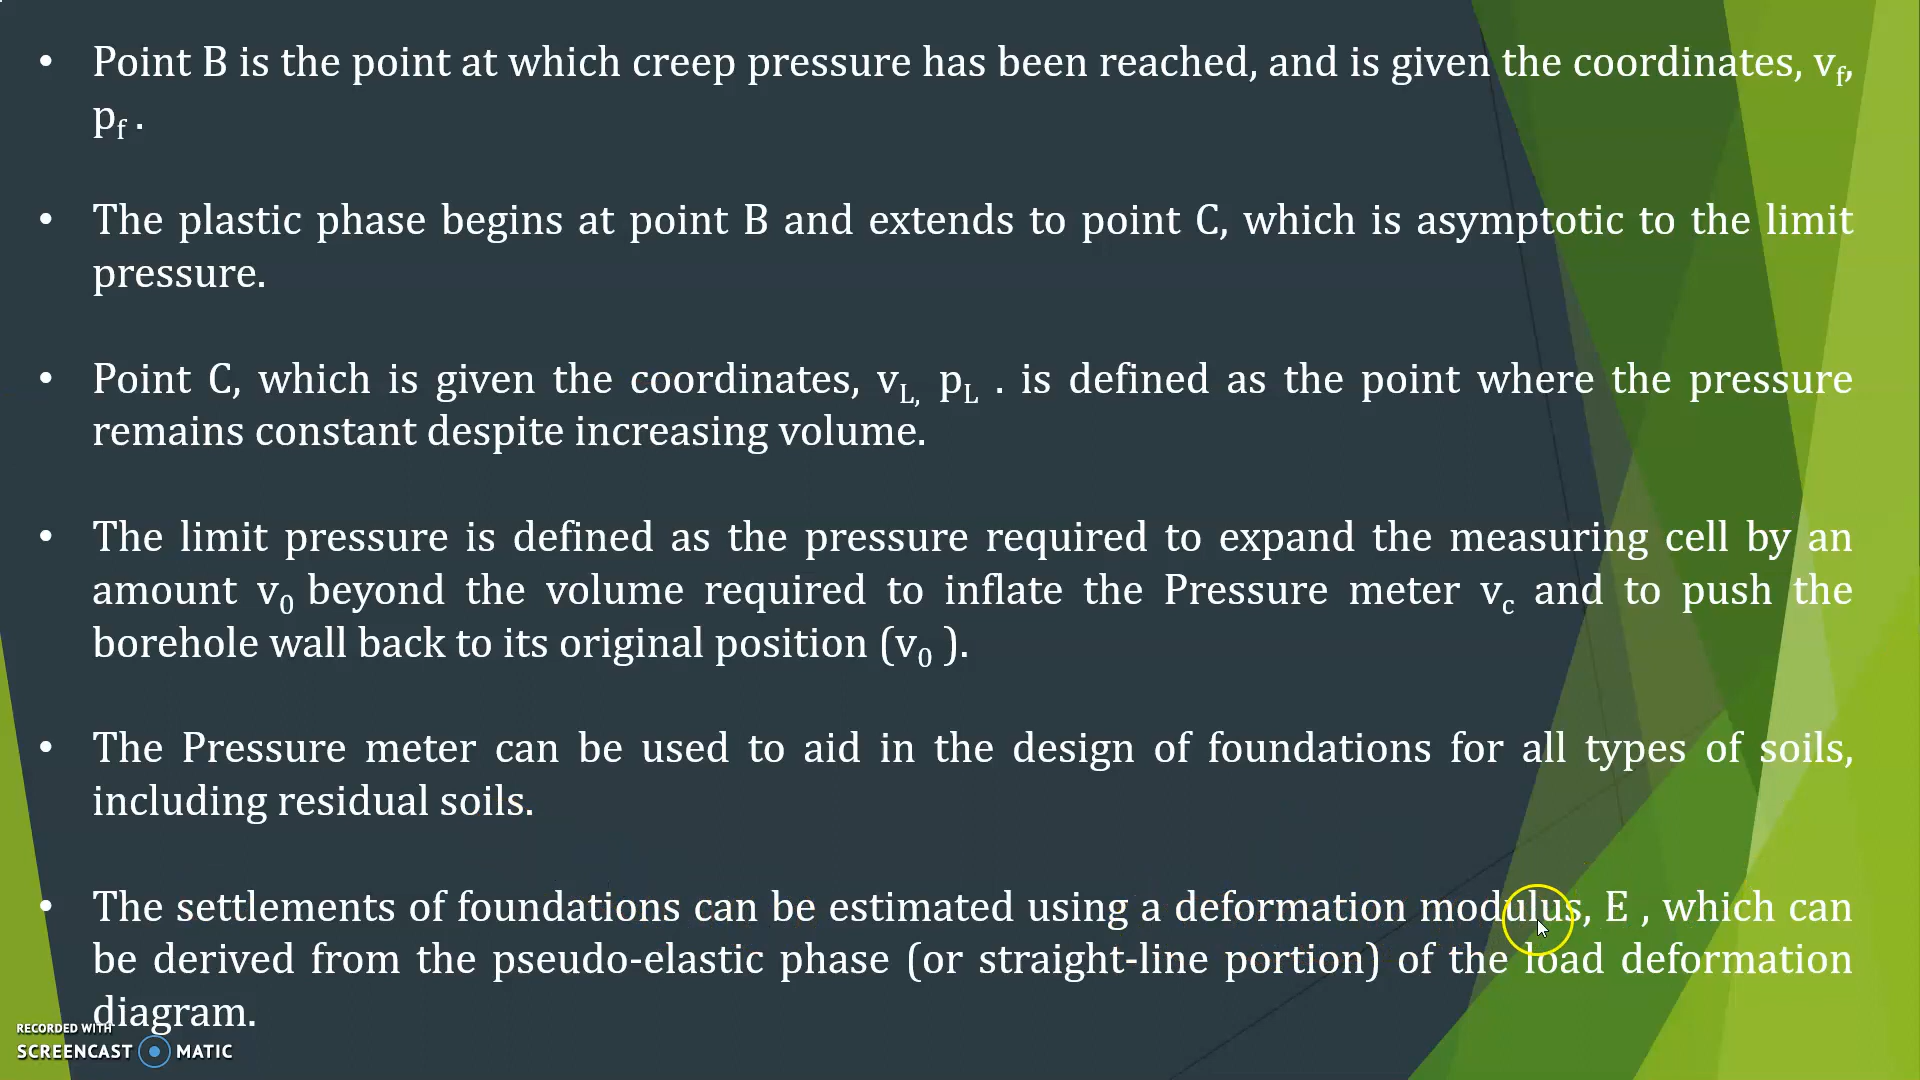 • Point B is the point at which creep pressure has been reached, and is given the coordinates, vf,
pf .
• The plastic phase begins at point B and extends to point C, which is asymptotic to the limit
pressure.
• Point C, which is given the coordinates, vL, pL . is defined as the point where the pressure
remains constant despite increasing volume.
• The limit pressure is defined as the pressure required to expand the measuring cell by an
amount v0 beyond the volume required to inflate the Pressure meter vc and to push the
borehole wall back to its original position (v0 ).
• The Pressure meter can be used to aid in the design of foundations for all types of soils,
including residual soils.
• The settlements of foundations can be estimated using a deformation modulus, E , which can
be derived from the pseudo-elastic phase (or straight-line portion) of the load deformation
diagram.
RECORDED WITH
SCREENCAST MATIC